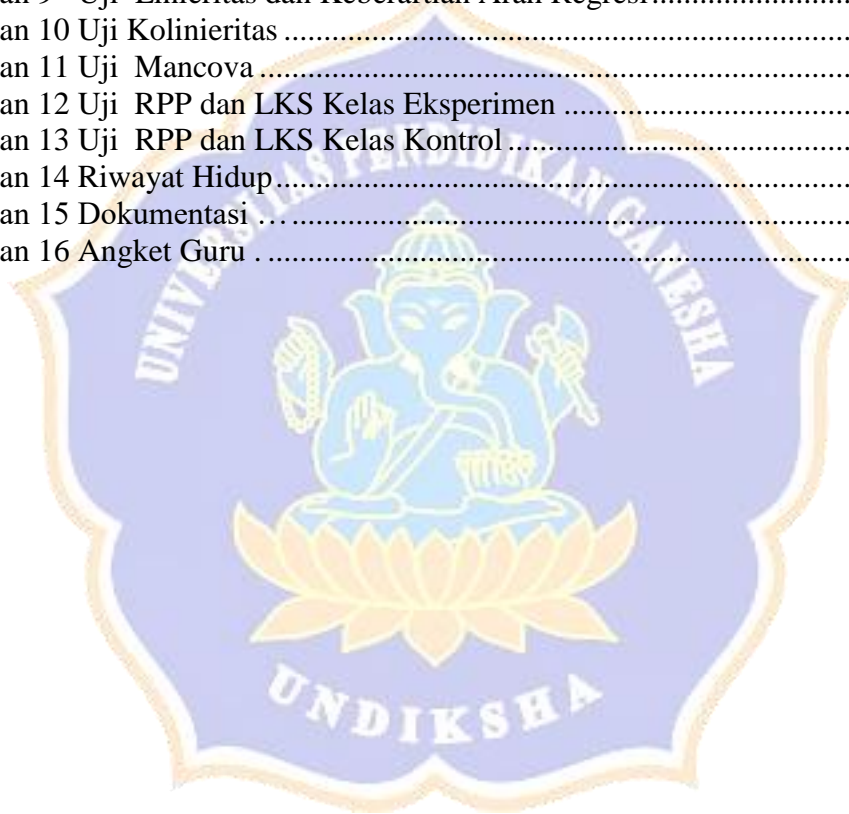 an 9 Uji Linieritas dan Keberartian Arah Regresi....................
an 10 Uji Kolinieritas ....................
an 11 Uji Mancova ....................
an 12 Uji RPP dan LKS Kelas Eksperimen ....................
an 13 Uji RPP dan LKS Kelas Kontrol ....................
an 14 Riwayat Hidup....................
an 15 Dokumentasi …....................
an 16 Angket Guru . ....................
UNIVERSITAS PENDIDIKAN GANESHA
UNDIKSHA